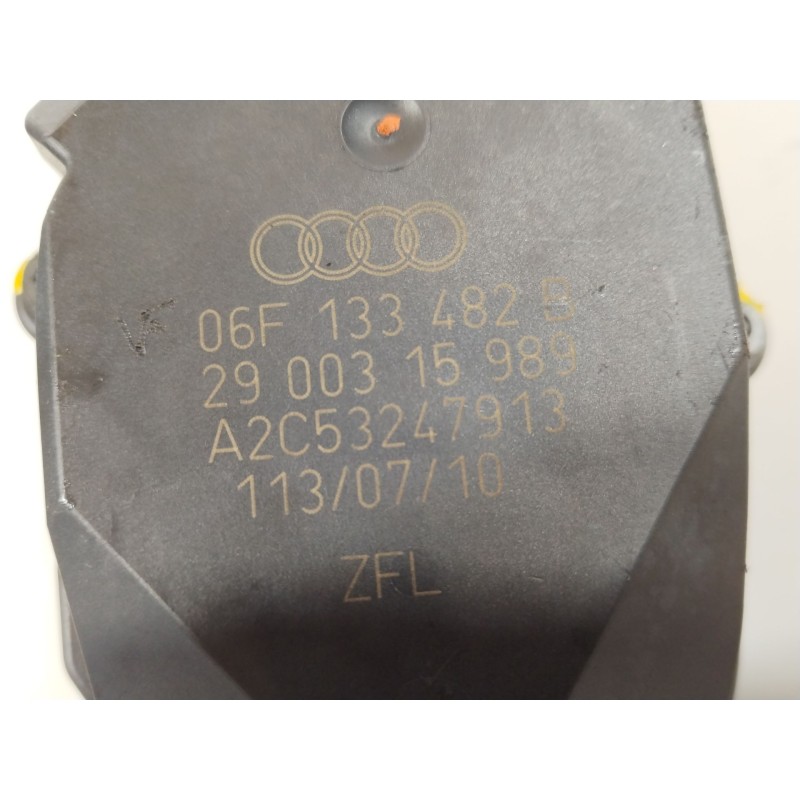 06F 133 482 B
29 003 15 989
A2C53247913
113/07/10
ZFL